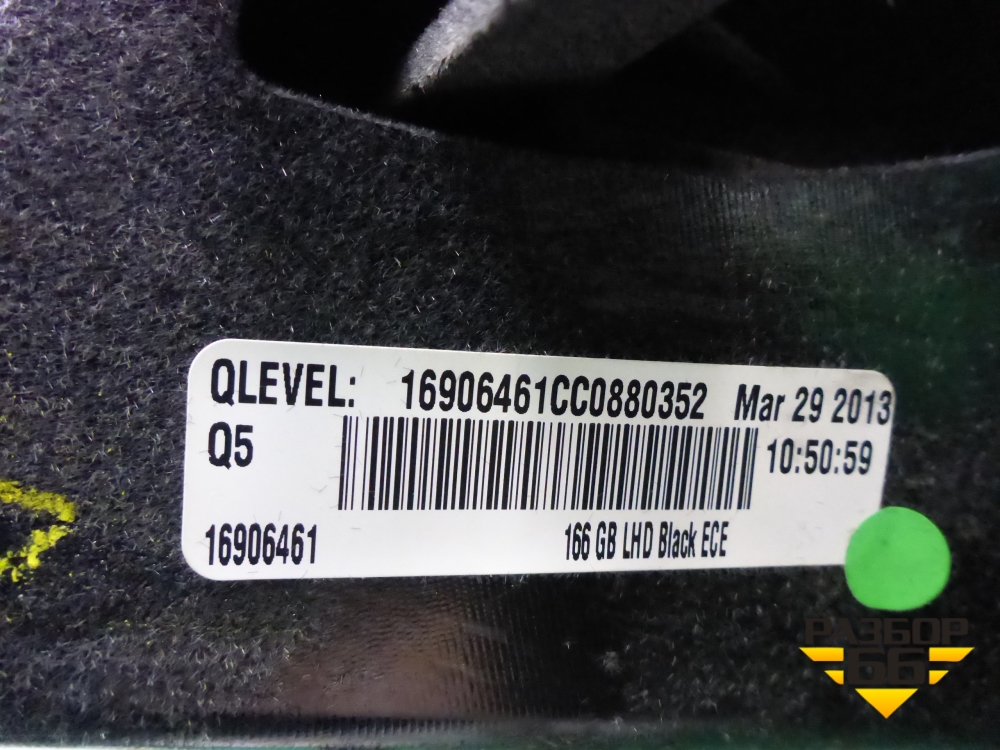 QLEVEL: 16906461CC0880352 Mar 29 2013
Q5 10:50:59
16906461 166 GB LHD Black ECE
РАЗБОР
66